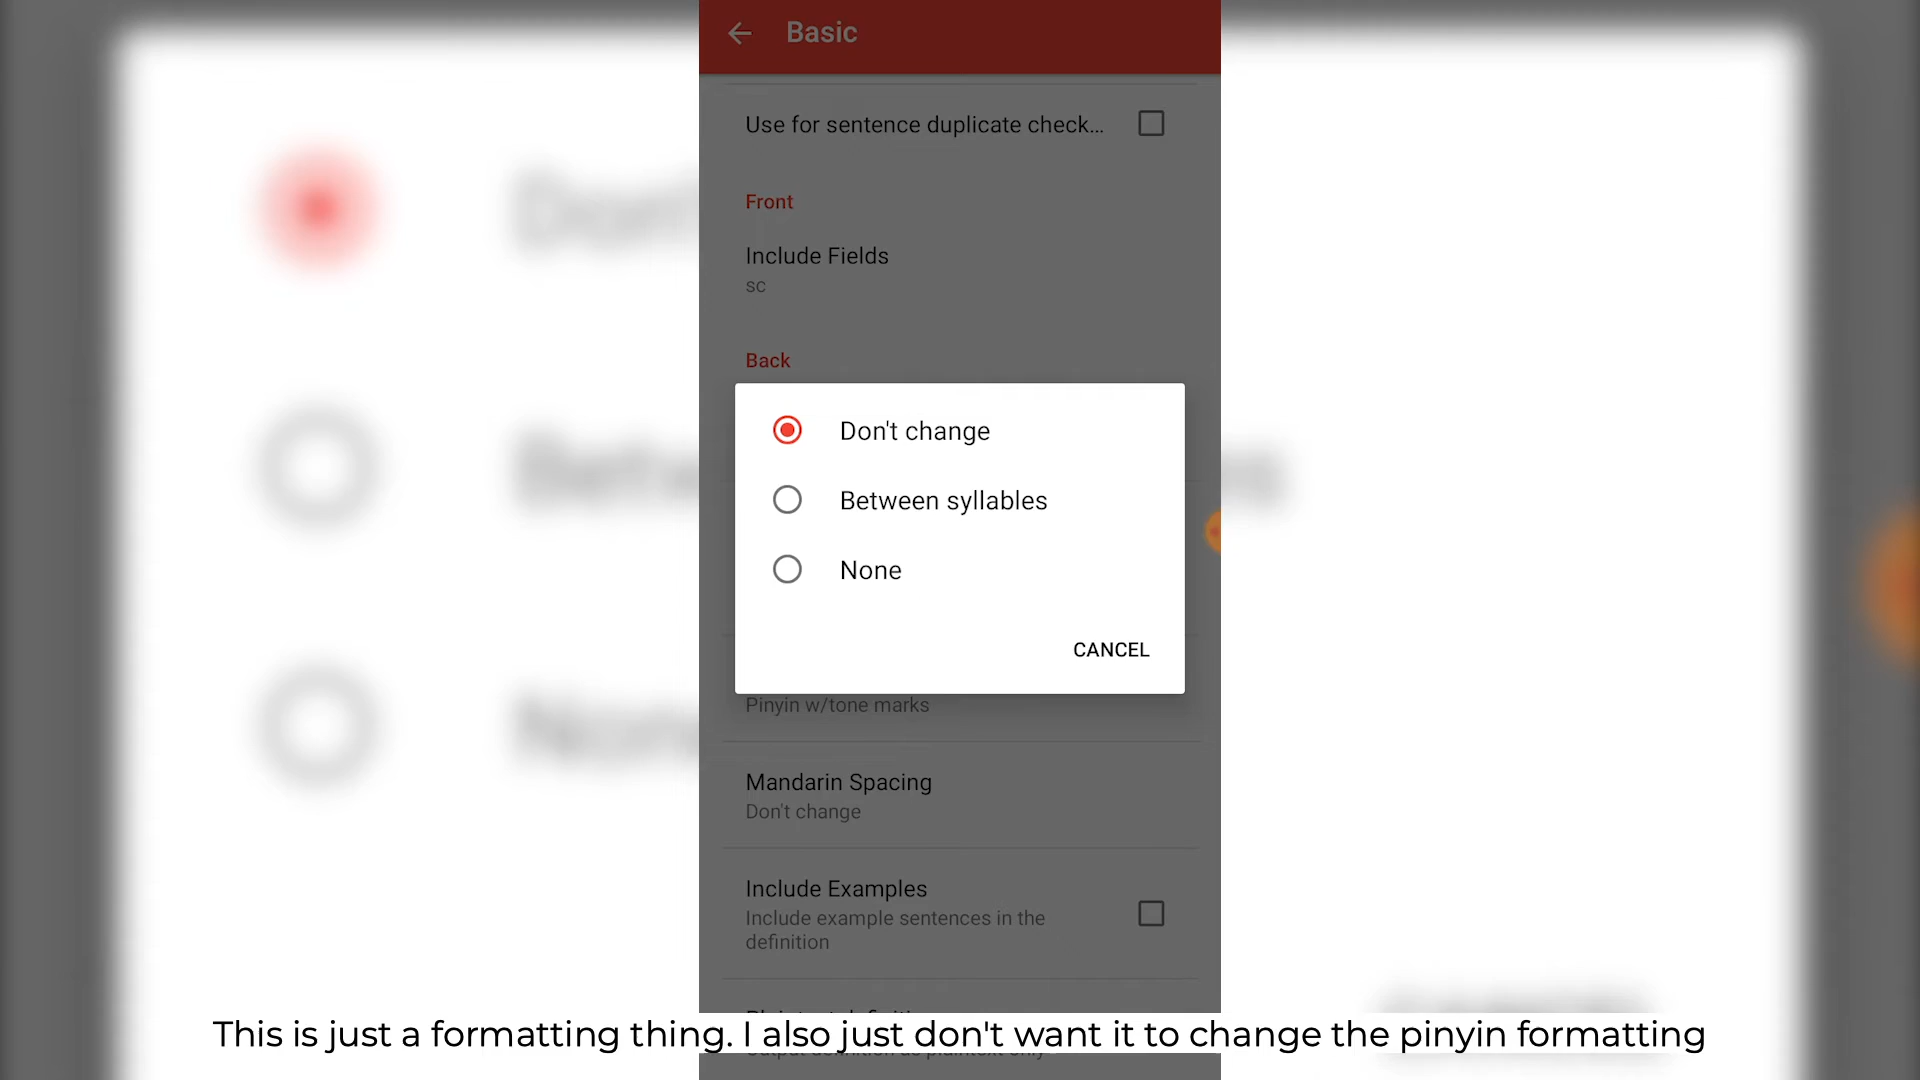 Basic
Use for sentence duplicate check...
Front
Include Fields
sc
Back
Don't change
Between syllables
None
CANCEL
Pinyin w/tone marks
Mandarin Spacing
Don't change
Include Examples
Include example sentences in the
definition
This is just a formatting thing. I also just don't want it to change the pinyin formatting